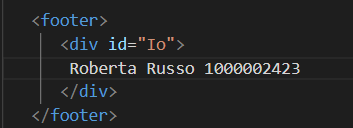 <footer>
<div id="Io">
Roberta Russo 1000002423
</div>
</footer>